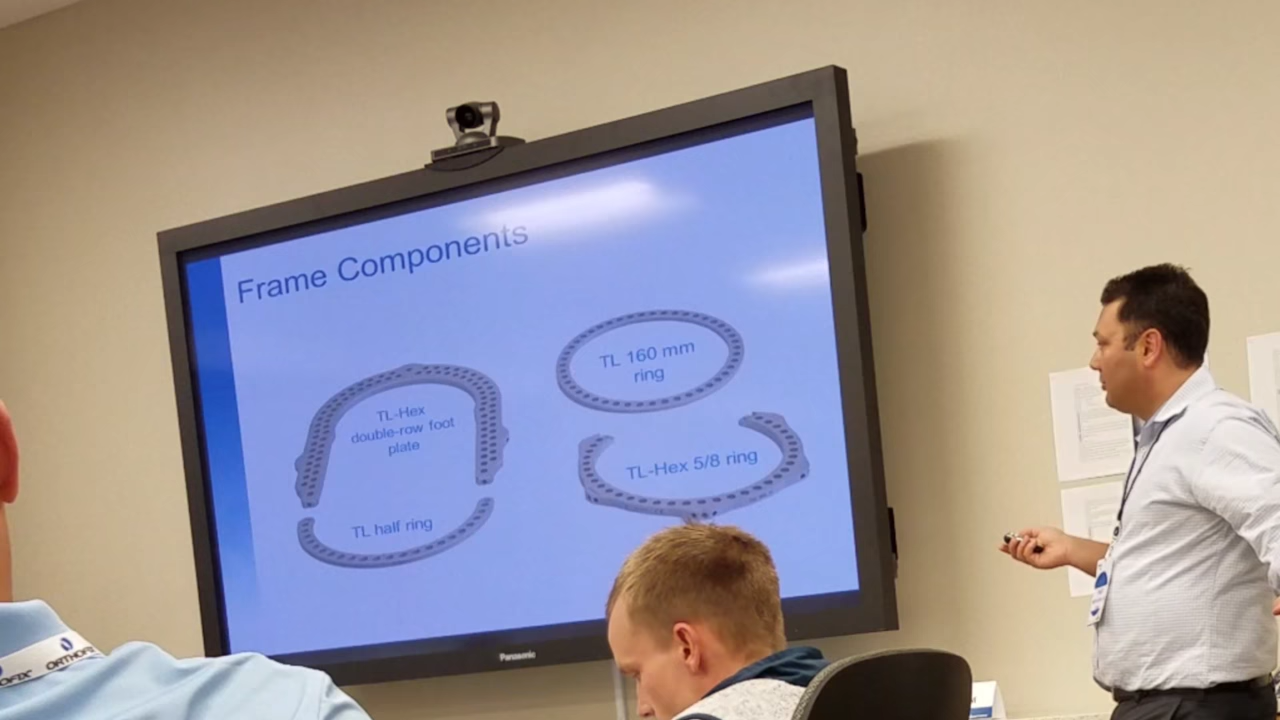 Frame Components
TL 160 mm
ring
TL-Hex
double-row foot
plate
TL-Hex 5/8 ring
TL half ring
Panasonic
ORTHOFIX
OFIX